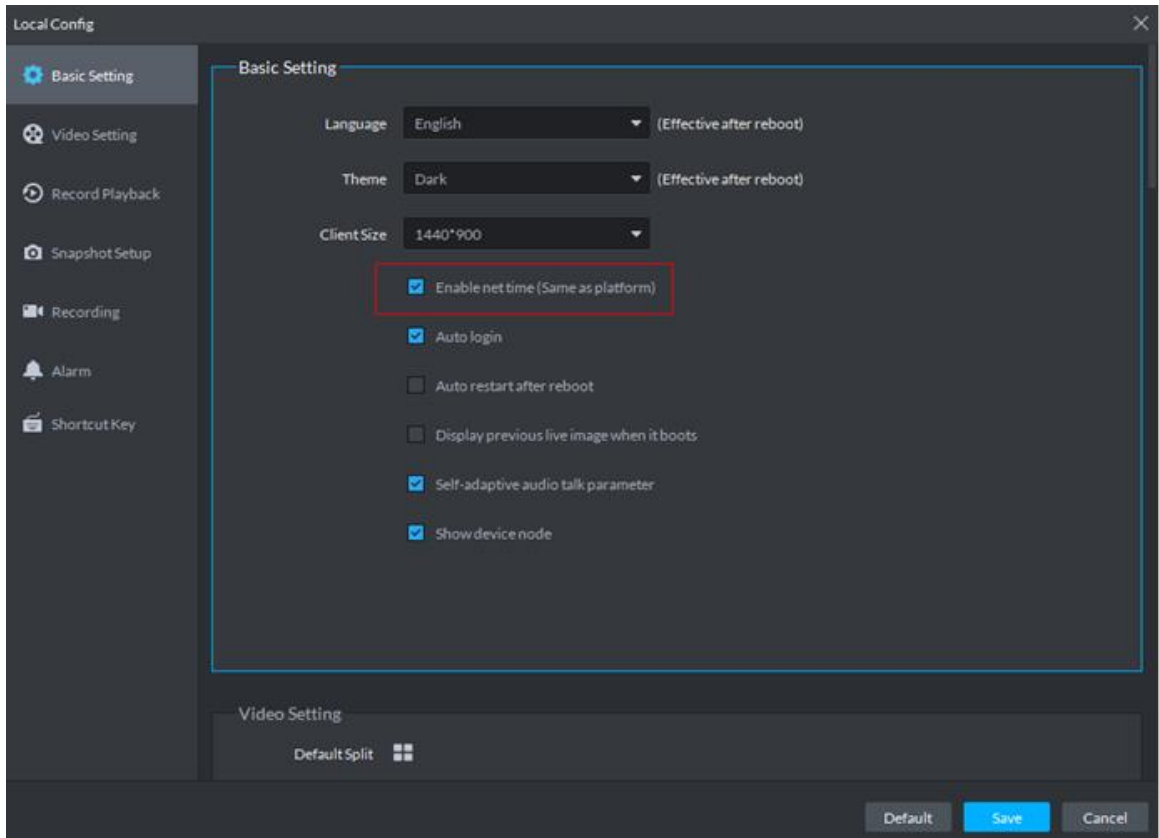 Local Config
Basic Setting
Video Setting
Record Playback
Snapshot Setup
Recording
Alarm
Shortcut Key
Basic Setting
Language English (Effective after reboot)
Theme Dark (Effective after reboot)
Client Size 1440*900
Enable net time (Same as platform)
Auto login
Auto restart after reboot
Display previous live image when it boots
Self-adaptive audio talk parameter
Show device node
Video Setting
Default Split
Default Save Cancel